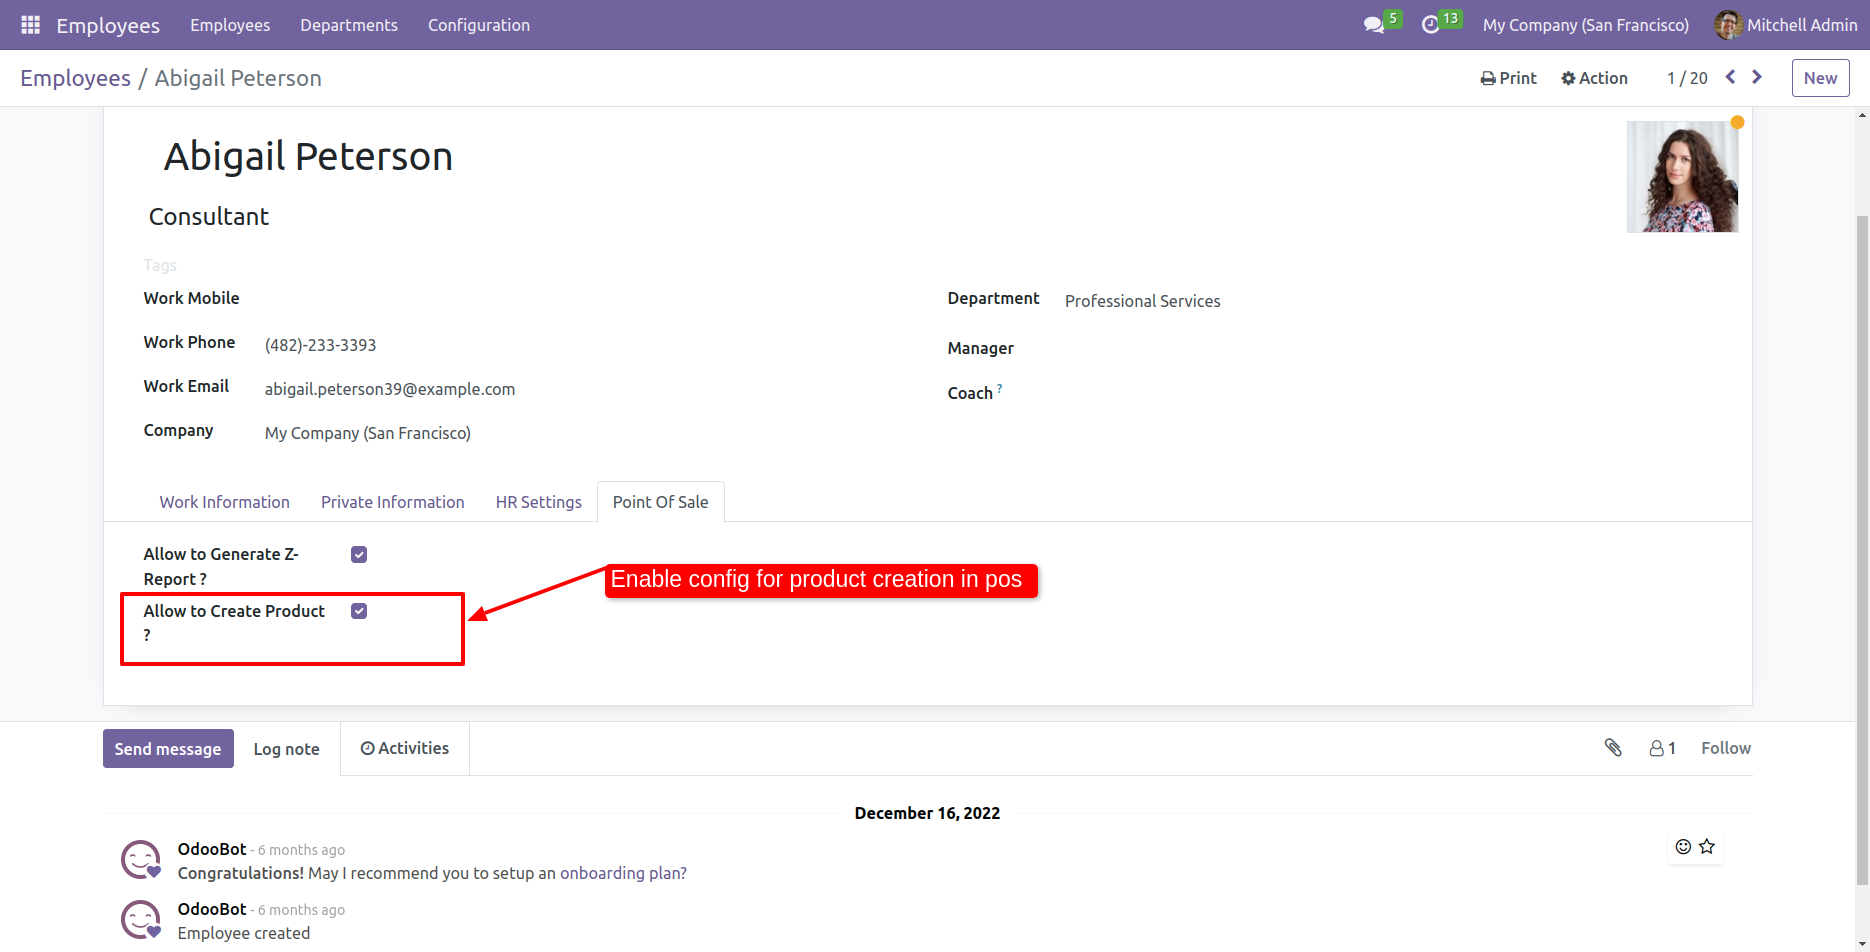 Employees Employees Departments Configuration 5 13 My Company (San Francisco) Mitchell Admin
Employees / Abigail Peterson Print Action 1 / 20 New
Abigail Peterson
Consultant
Tags
Work Mobile
Department Professional Services
Work Phone (482)-233-3393
Manager
Work Email abigail.peterson39@example.com
Coach ?
Company My Company (San Francisco)
Work Information Private Information HR Settings Point Of Sale
Allow to Generate Z-
Report ?
Enable config for product creation in pos
Allow to Create Product
?
Send message Log note Activities 1 Follow
December 16, 2022
OdooBot - 6 months ago
Congratulations! May I recommend you to setup an onboarding plan?
OdooBot - 6 months ago
Employee created